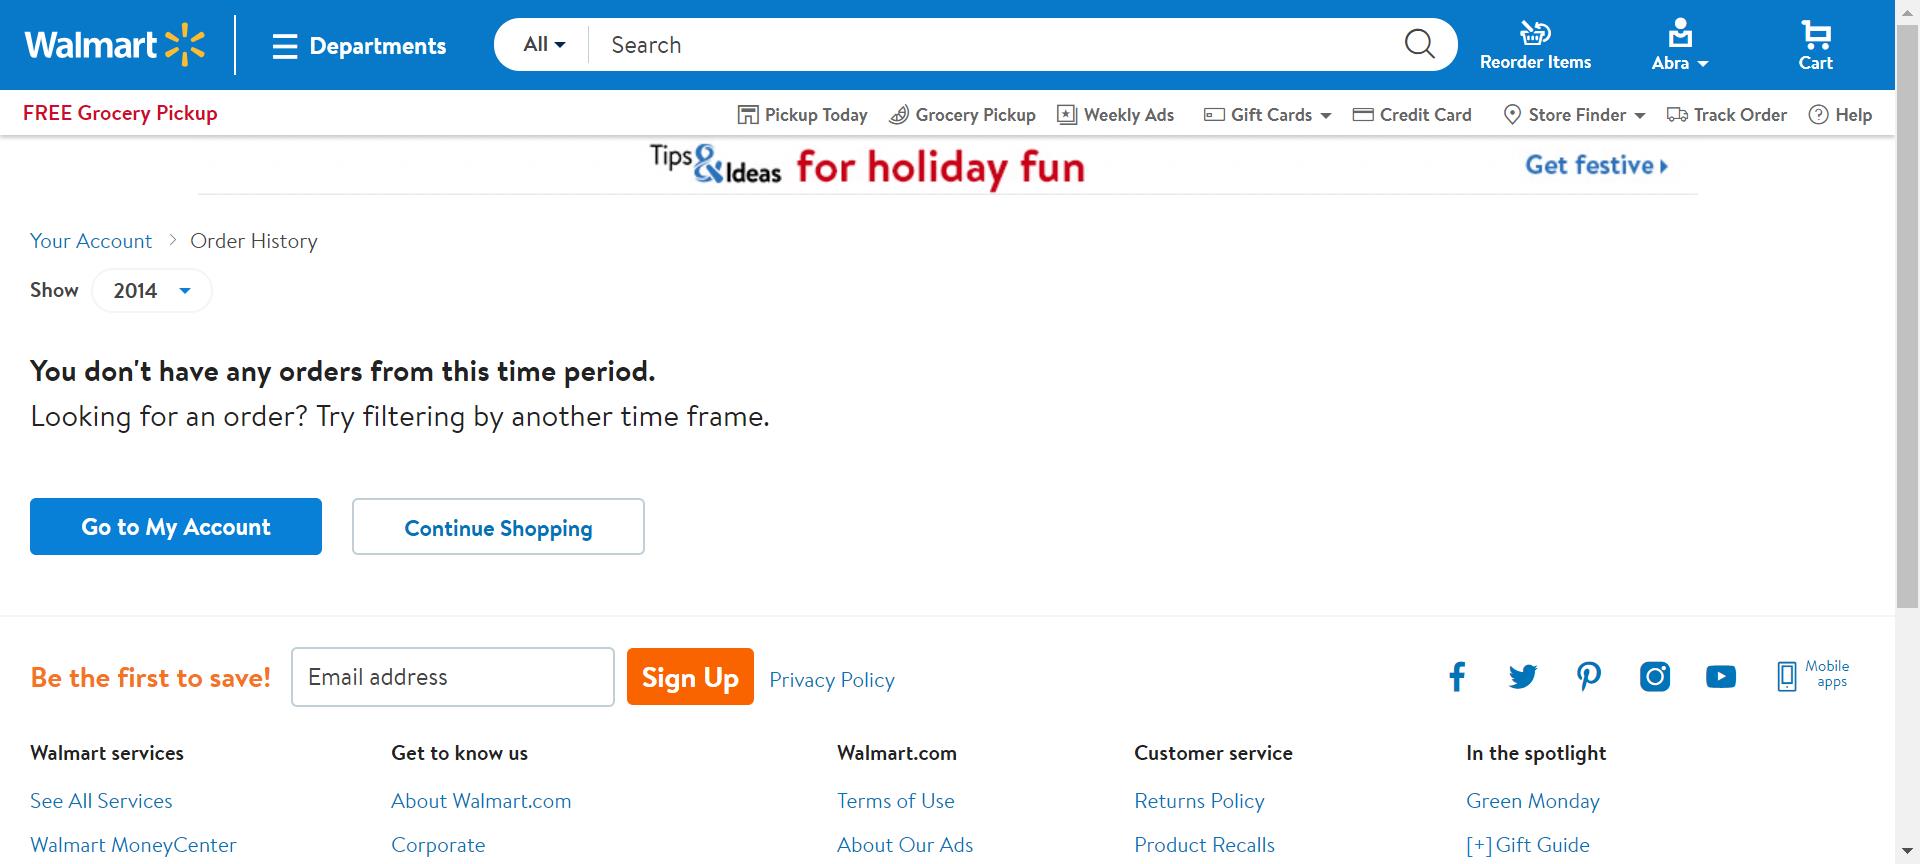 Walmart
Departments
All
Search
Reorder Items
Abra
Cart
FREE Grocery Pickup
Pickup Today
Grocery Pickup
Weekly Ads
Gift Cards
Credit Card
Store Finder
Track Order
Help
Tips & Ideas for holiday fun
Get festive
Your Account > Order History
Show 2014
You don't have any orders from this time period.
Looking for an order? Try filtering by another time frame.
Go to My Account
Continue Shopping
Be the first to save!
Email address
Sign Up
Privacy Policy
Mobile
apps
Walmart services
Get to know us
Walmart.com
Customer service
In the spotlight
See All Services
About Walmart.com
Terms of Use
Returns Policy
Green Monday
Walmart MoneyCenter
Corporate
About Our Ads
Product Recalls
[+] Gift Guide